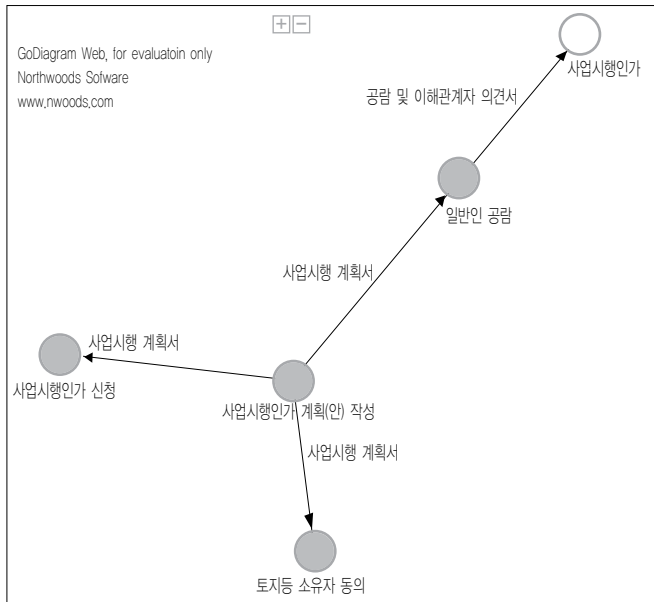 GoDiagram Web, for evaluatoin only
Northwoods Sofware
www.nwoods.com
사업시행인가
공람 및 이해관계자 의견서
일반인 공람
사업시행 계획서
사업시행 계획서
사업시행인가 신청
사업시행인가 계획(안) 작성
사업시행 계획서
토지등 소유자 동의